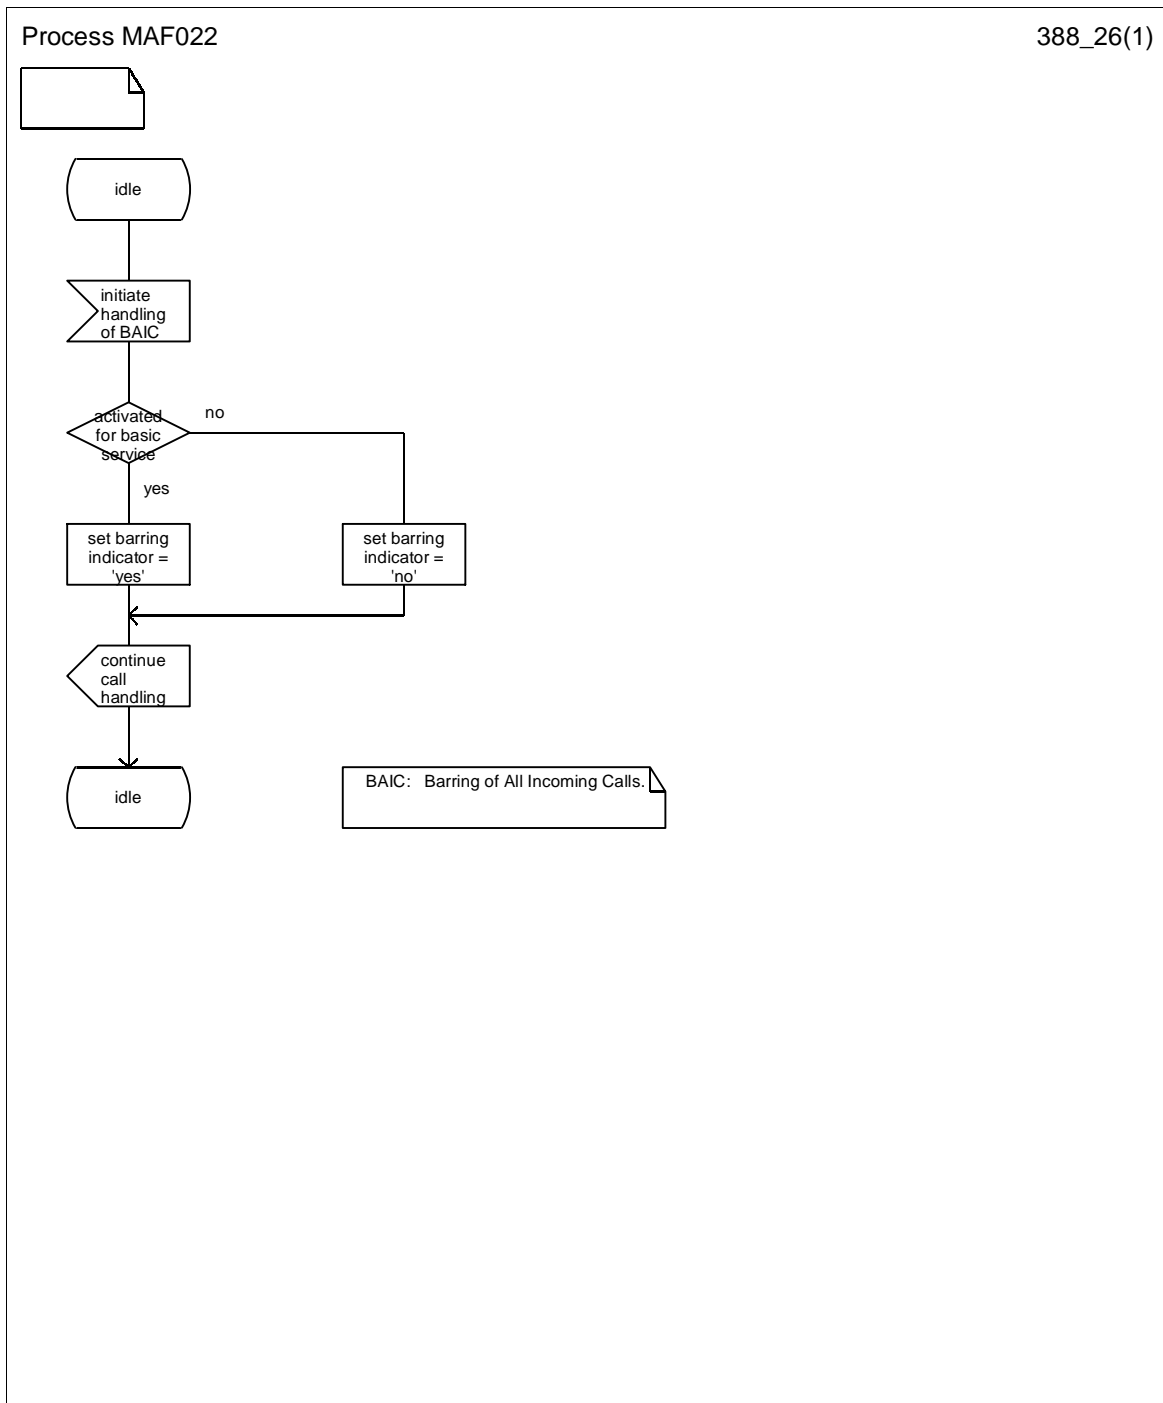 Process MAF022
388_26(1)
idle
initiate
handling
of BAIC
activated
for basic
service
no
yes
set barring
indicator =
'yes'
set barring
indicator =
'no'
continue
call
handling
idle
BAIC: Barring of All Incoming Calls.